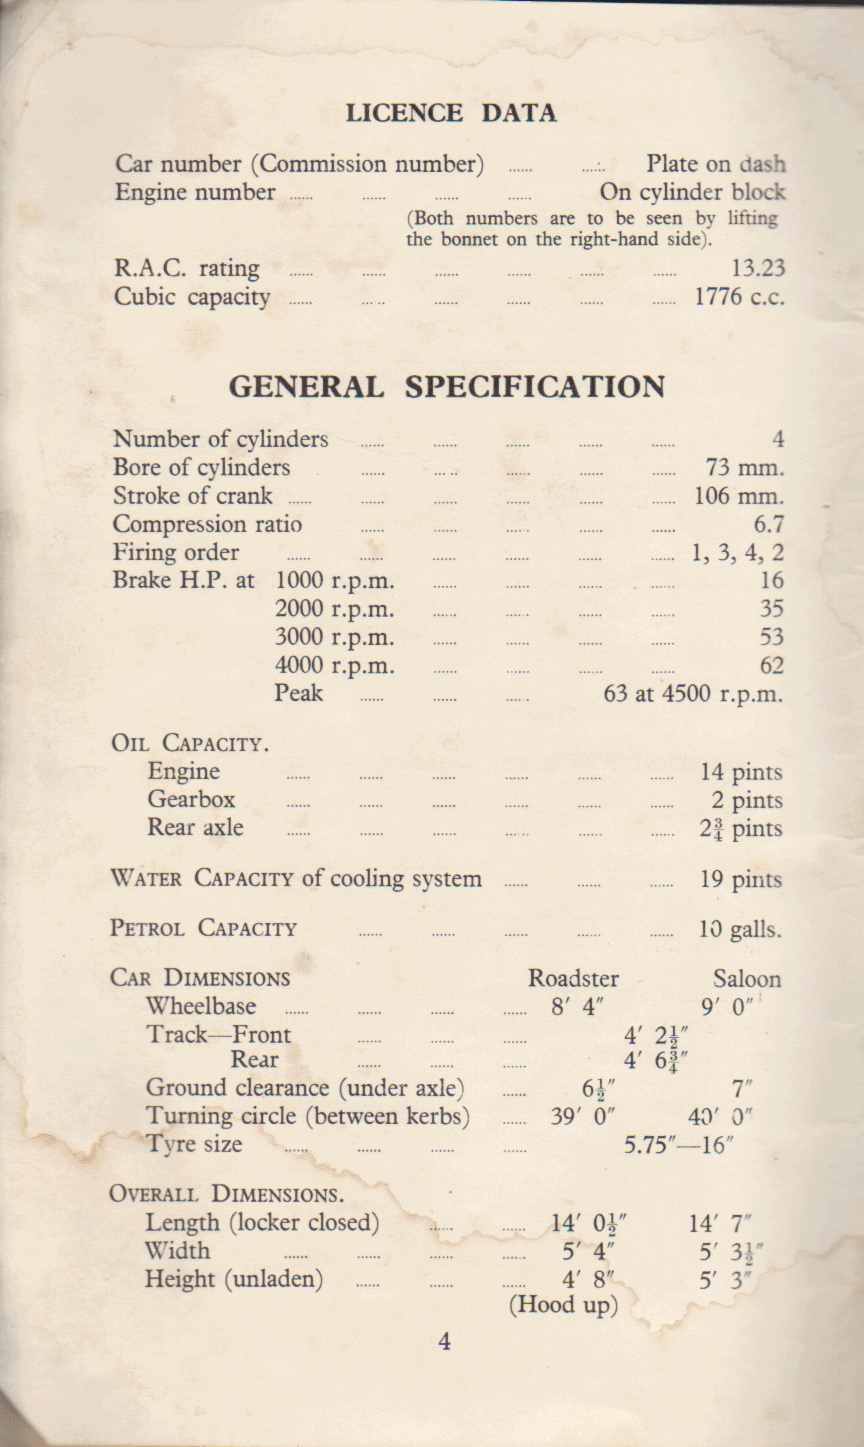 LICENCE DATA
Car number (Commission number) ...... ...... Plate on dash
Engine number ...... ...... ...... ...... On cylinder block
(Both numbers are to be seen by lifting
the bonnet on the right-hand side).
R.A.C. rating ...... ...... ...... ...... ...... ...... 13.23
Cubic capacity ...... ...... ...... ...... ...... ...... 1776 c.c.
GENERAL SPECIFICATION
Number of cylinders ...... ...... ...... ...... ...... 4
Bore of cylinders ...... ...... ...... ...... ...... 73 mm.
Stroke of crank ...... ...... ...... ...... ...... ...... 106 mm.
Compression ratio ...... ...... ...... ...... ...... 6.7
Firing order ...... ...... ...... ...... ...... ...... 1, 3, 4, 2
Brake H.P. at 1000 r.p.m. ...... ...... ...... ...... 16
2000 r.p.m. ...... ...... ...... ...... 35
3000 r.p.m. ...... ...... ...... ...... 53
4000 r.p.m. ...... ...... ...... ...... 62
Peak ...... ...... ...... 63 at 4500 r.p.m.
OIL CAPACITY.
Engine ...... ...... ...... ...... ...... ...... 14 pints
Gearbox ...... ...... ...... ...... ...... ...... 2 pints
Rear axle ...... ...... ...... ...... ...... ...... 2¾ pints
WATER CAPACITY of cooling system ...... ...... ...... 19 pints
PETROL CAPACITY ...... ...... ...... ...... ...... 10 galls.
CAR DIMENSIONS Roadster Saloon
Wheelbase ...... ...... ...... ...... 8′ 4″ 9′ 0″
Track—Front ...... ...... ...... 4′ 2½″
Rear ...... ...... ...... 4′ 6¾″
Ground clearance (under axle) ...... 6½″ 7″
Turning circle (between kerbs) ...... 39′ 0″ 40′ 0″
Tyre size ...... ...... ...... ...... 5.75″—16″
OVERALL DIMENSIONS.
Length (locker closed) ...... ...... 14′ 0½″ 14′ 7″
Width ...... ...... ...... ...... 5′ 4″ 5′ 3½″
Height (unladen) ...... ...... ...... 4′ 8″ 5′ 3″
(Hood up)
4